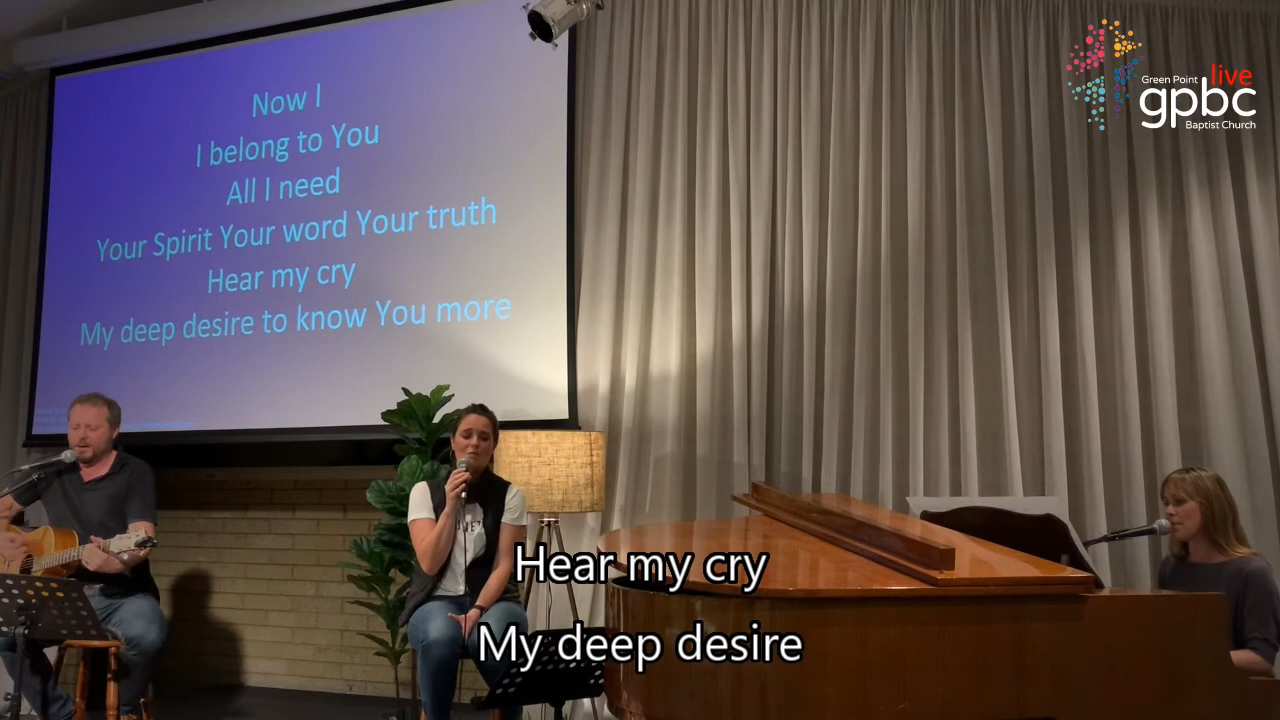 Now I
I belong to You
All I need
Your Spirit Your word Your truth
Hear my cry
My deep desire to know You more
Green Point live
gpbc
Baptist Church
Hear my cry
My deep desire